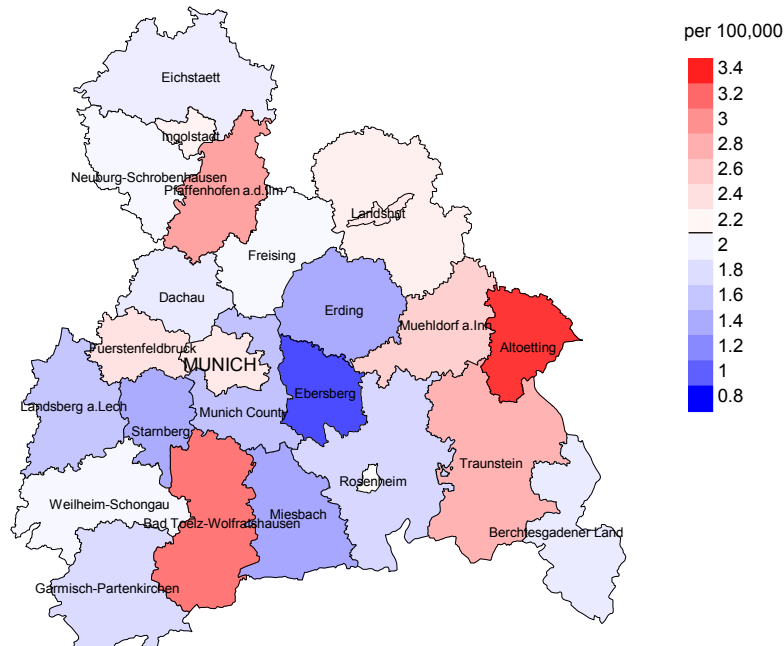 per 100,000
3.4
3.2
3
2.8
2.6
2.4
2.2
2
1.8
1.6
1.4
1.2
1
0.8
Eichstaett
Ingolstadt
Neuburg-Schrobenhausen
Pfaffenhofen a.d.Ilm
Landshut
Freising
Dachau
Erding
Muehldorf a.Inn
Altoetting
Fuerstenfeldbruck
MUNICH
Ebersberg
Landsberg a.Lech
Munich County
Starnberg
Traunstein
Rosenheim
Weilheim-Schongau
Miesbach
Bad Toelz-Wolfratshausen
Berchtesgadener Land
Garmisch-Partenkirchen